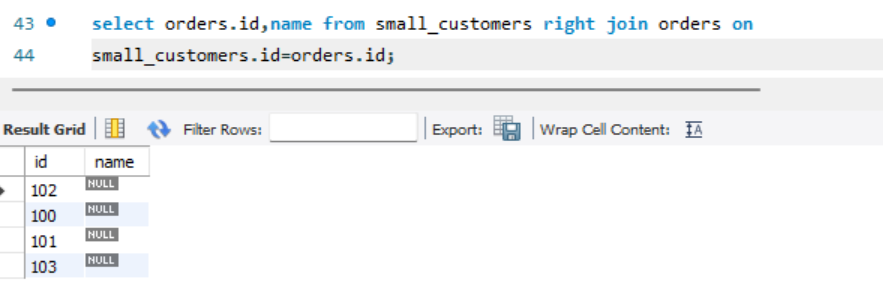 43 select orders.id,name from small_customers right join orders on
44 small_customers.id=orders.id;
Result Grid Filter Rows: Export: Wrap Cell Content: IA
id name
102 NULL
100 NULL
101 NULL
103 NULL